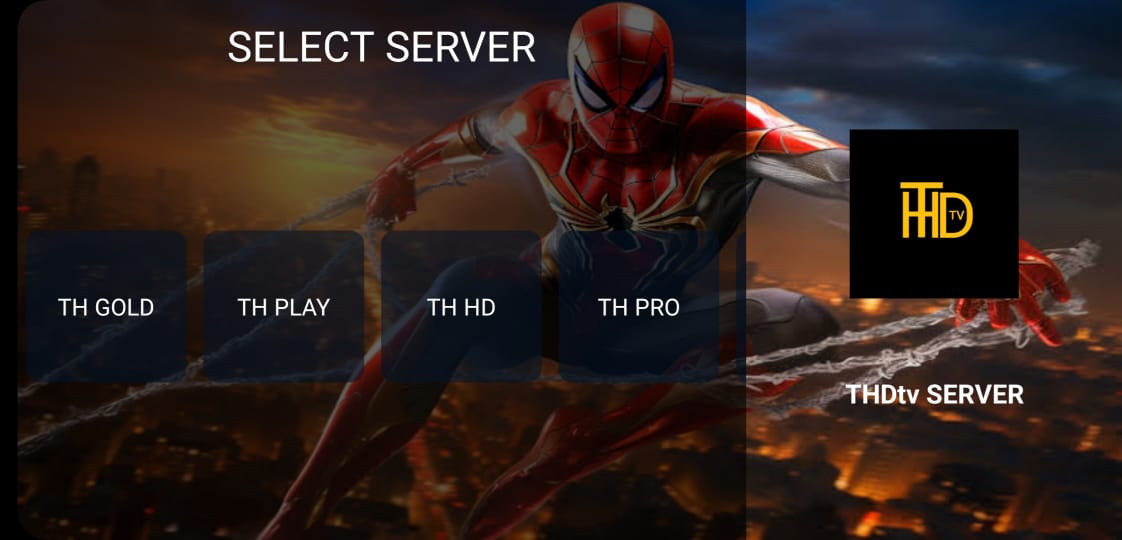 SELECT SERVER
TH GOLD
TH PLAY
TH HD
TH PRO
THD TV
THDtv SERVER